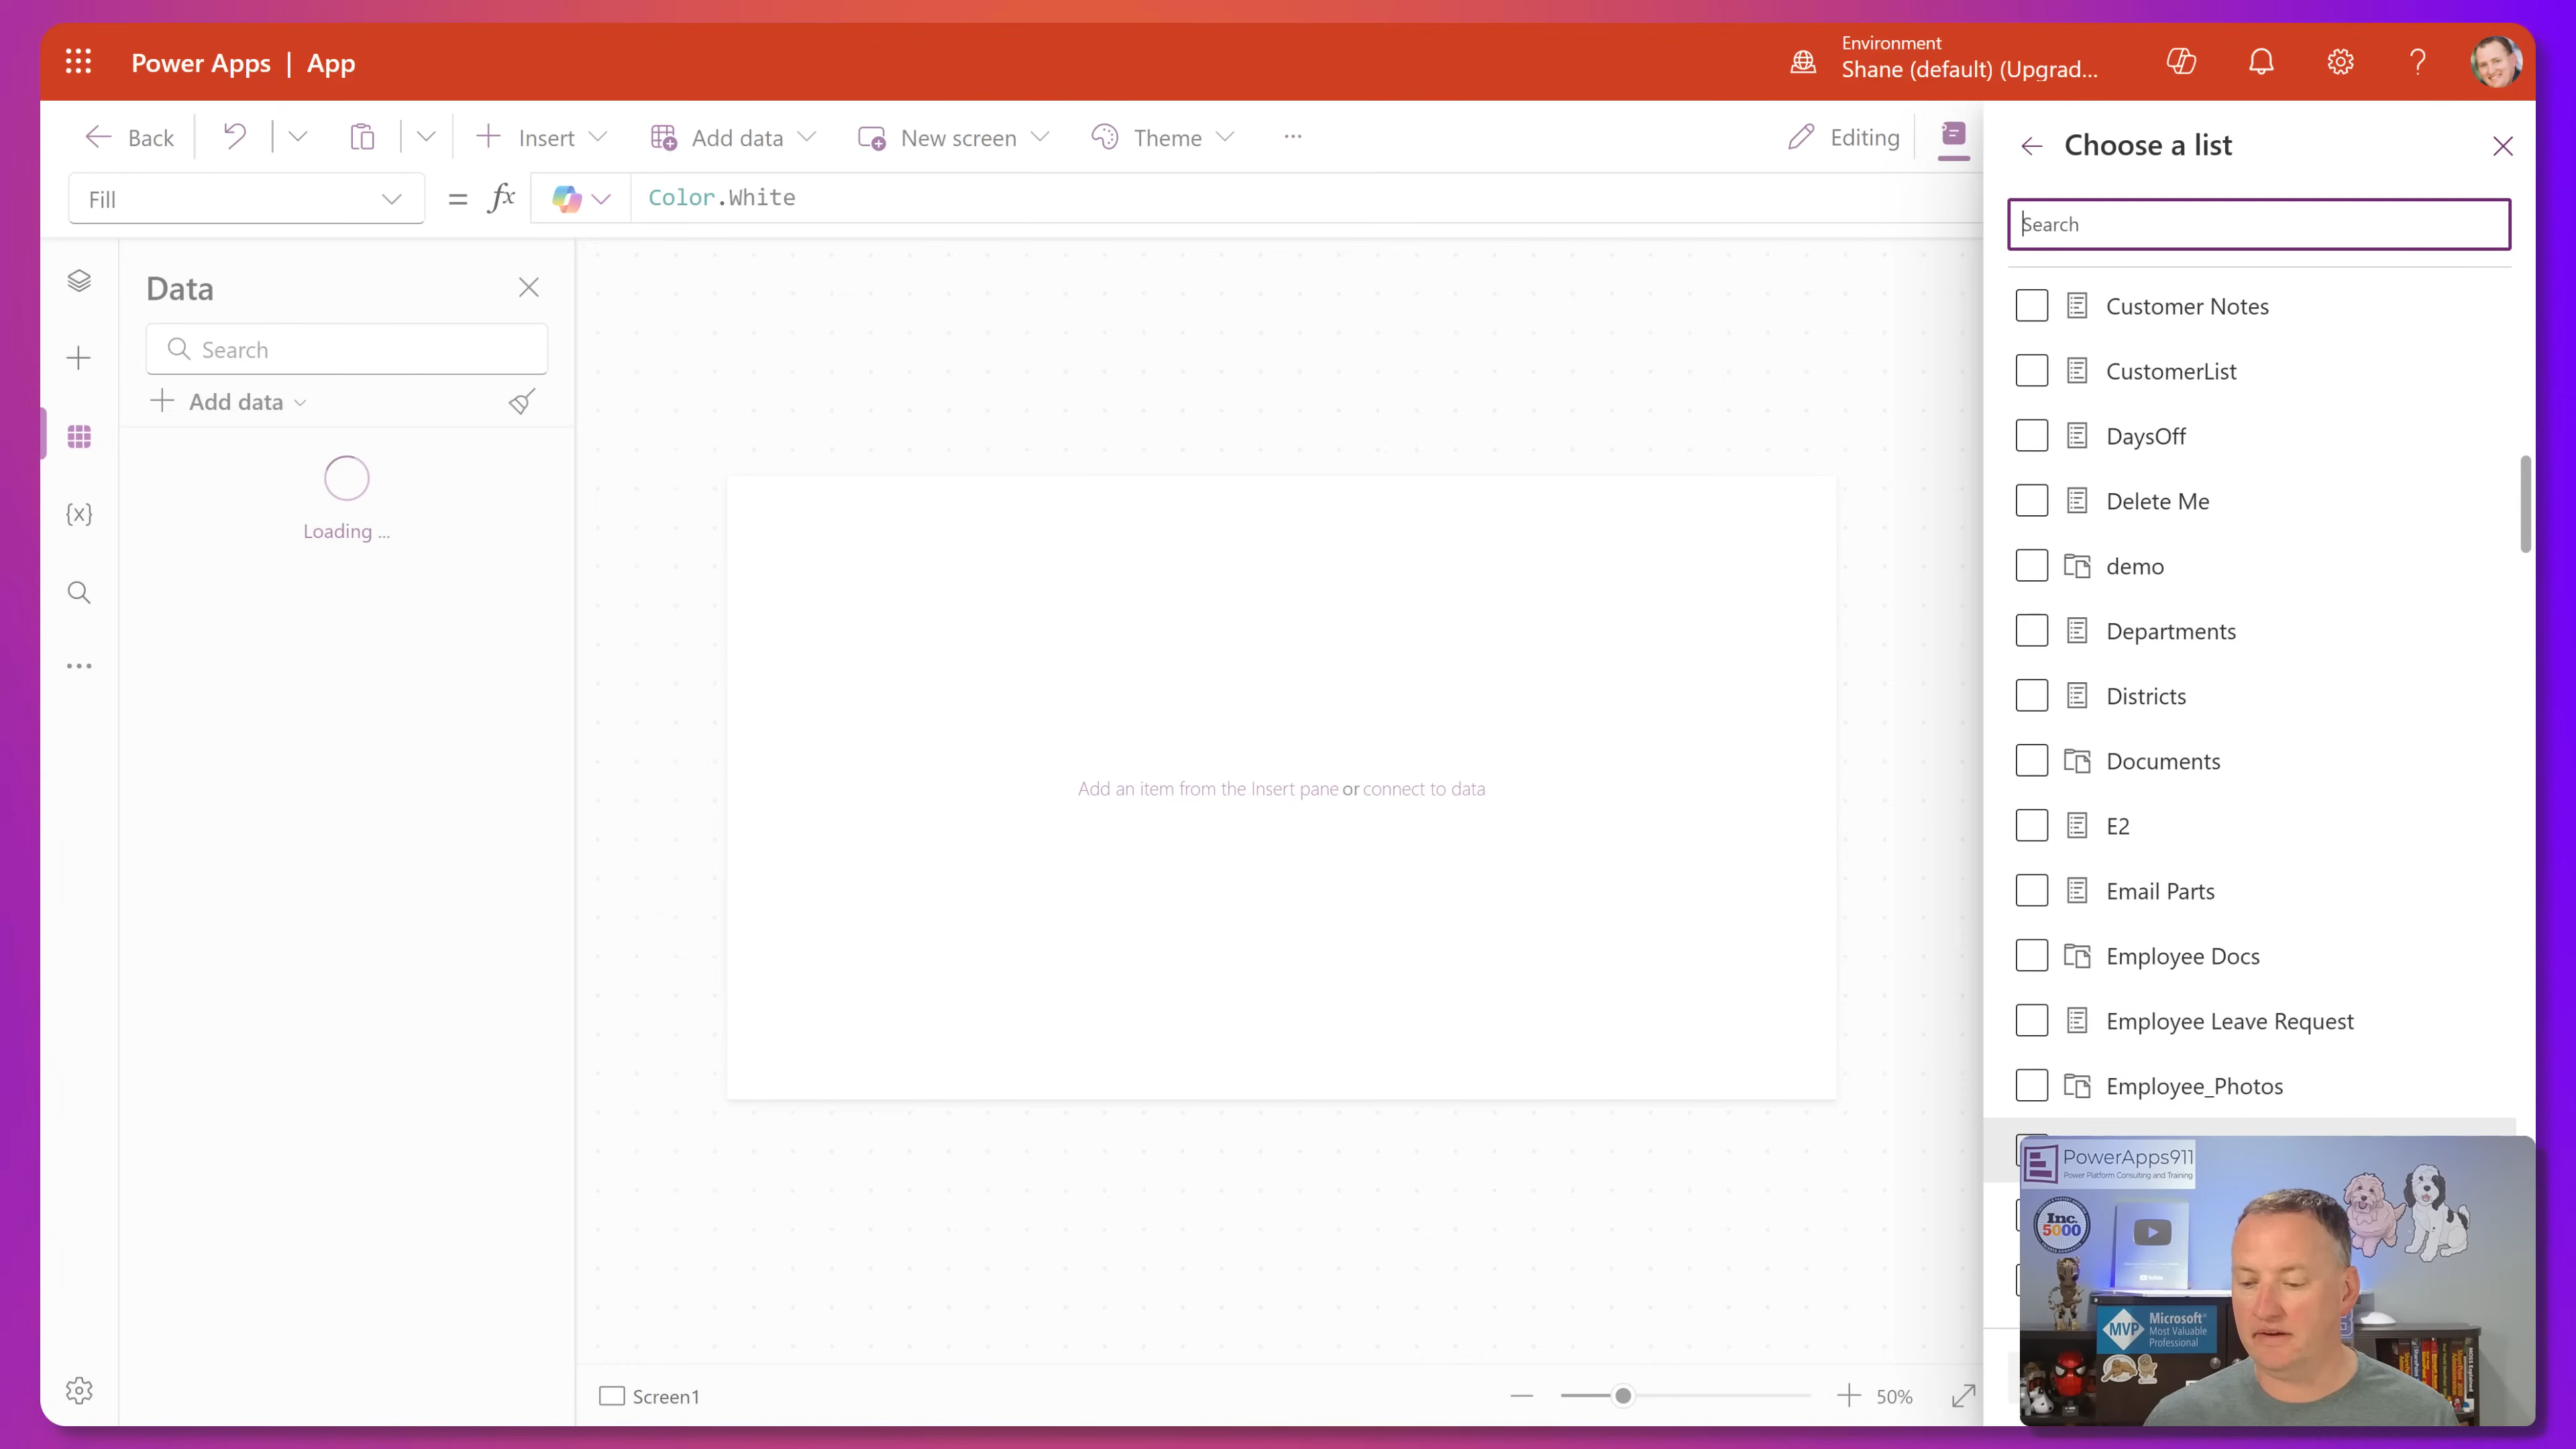 Power Apps | App
Environment
Shane (default) (Upgrad...
Back
Insert
Add data
New screen
Theme
...
Editing
Fill
= fx
Color.White
Data
Search
Add data
Loading ...
Add an item from the Insert pane or connect to data
Screen1
50%
Choose a list
Search
Customer Notes
CustomerList
DaysOff
Delete Me
demo
Departments
Districts
Documents
E2
Email Parts
Employee Docs
Employee Leave Request
Employee_Photos
PowerApps911
Power Platform Consulting and Training
Inc.
5000
MVP
Microsoft
Most Valuable
Professional